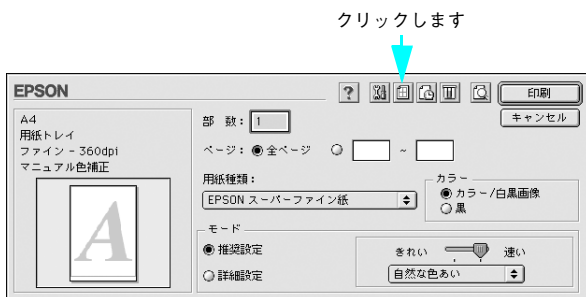 クリックします
EPSON
?
印刷
キャンセル
A4
用紙トレイ
ファイン - 360dpi
マニュアル色補正
A
部 数： 1
ページ： 全ページ ~
用紙種類：
EPSON スーパーファイン紙
カラー
カラー/白黒画像
黒
モード
推奨設定
詳細設定
きれい 速い
自然な色あい